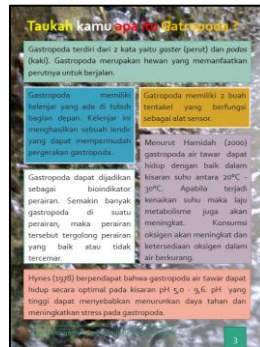 Taukah kamu apa itu Gatropoda ?
Gastropoda terdiri dari 2 kata yaitu gaster (perut) dan podos
(kaki). Gastropoda merupakan hewan yang memanfaatkan
perutnya untuk berjalan.
Gastropoda memiliki
kelenjar yang ada di tubuh
bagian depan. Kelenjar ini
menghasilkan sebuah lendir
yang dapat mempermudah
pergerakan gastropoda.
Gatropoda memiliki 2 buah
tentakel yang berfungsi
sebagai alat sensor.
Gastropoda dapat dijadikan
sebagai bioindikator
perairan. Semakin banyak
gastropoda di suatu
perairan, maka perairan
tersebut tergolong perairan
yang baik atau tidak
tercemar.
Menurut Hamidah (2000)
gastropoda air tawar dapat
hidup dengan baik dalam
kisaran suhu antara 20°C -
30°C. Apabila terjadi
kenaikan suhu maka laju
metabolisme juga akan
meningkat. Konsumsi
oksigen akan meningkat dan
ketersediaan oksigen dalam
air berkurang.
Hynes (1978) berpendapat bahwa gastropoda air tawar dapat
hidup secara optimal pada kisaran pH 5,0 - 9,6. pH yang
tinggi dapat menyebabkan menurunkan daya tahan dan
meningkatkan stress pada gastropoda.
3